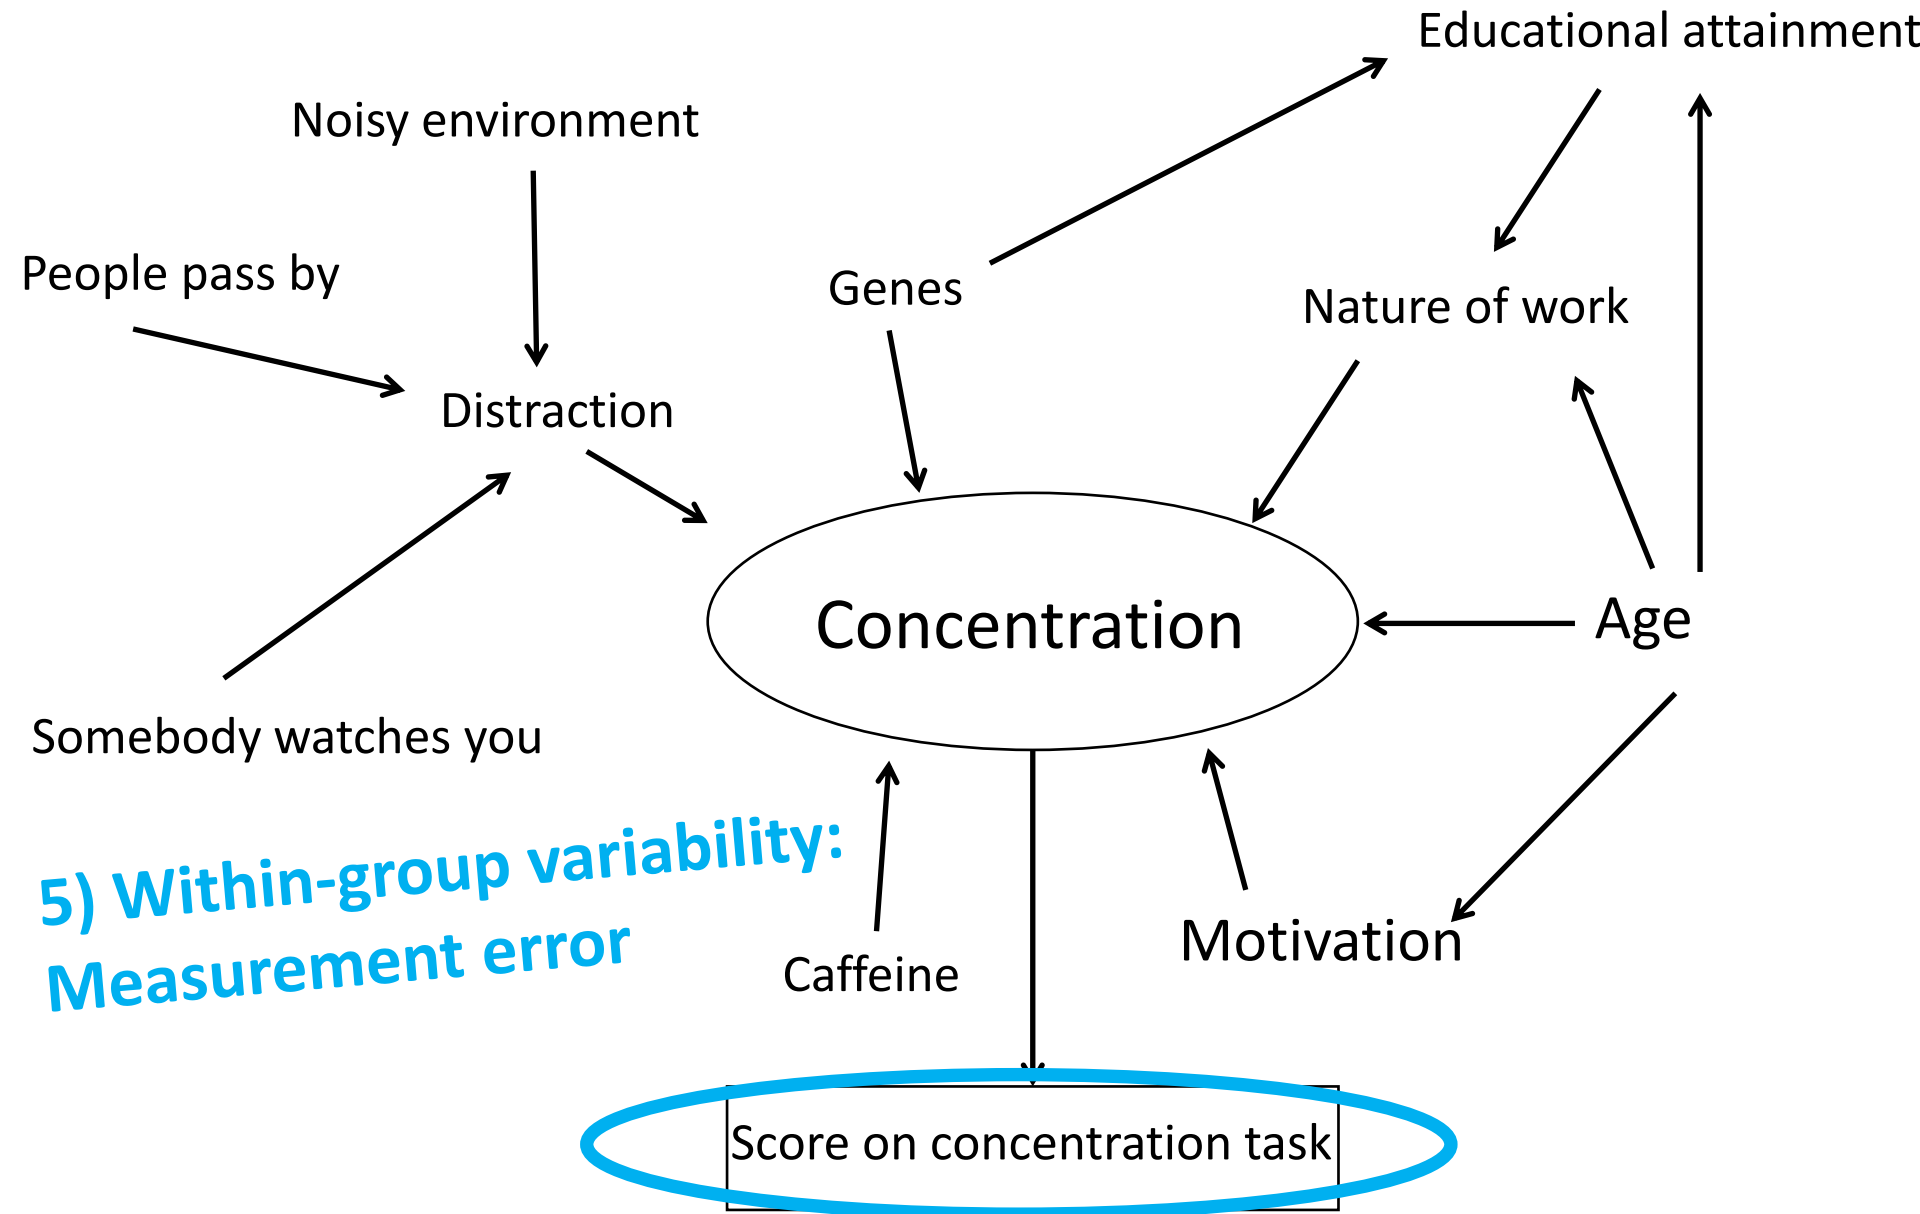 Educational attainment
Noisy environment
People pass by
Genes
Nature of work
Distraction
Concentration
Age
Somebody watches you
5) Within-group variability:
Measurement error
Caffeine
Motivation
Score on concentration task